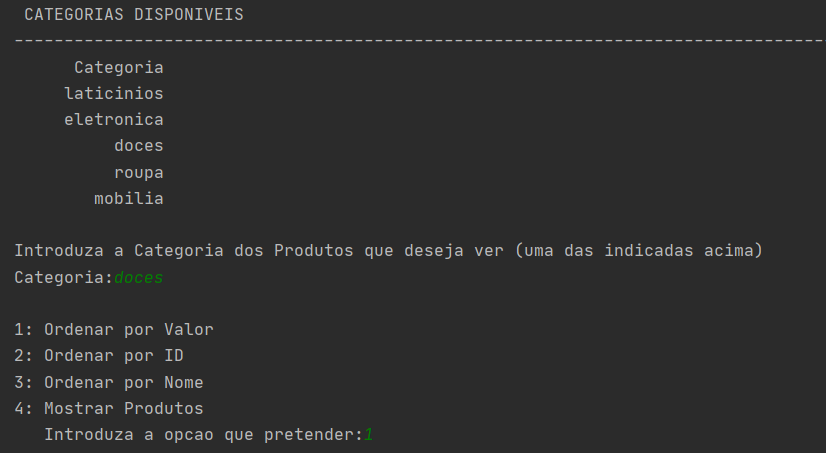 CATEGORIAS DISPONIVEIS
---------------------------------------------------------------------------------
Categoria
laticinios
eletronica
doces
roupa
mobilia
Introduza a Categoria dos Produtos que deseja ver (uma das indicadas acima)
Categoria:doces
1: Ordenar por Valor
2: Ordenar por ID
3: Ordenar por Nome
4: Mostrar Produtos
Introduza a opcao que pretender:1